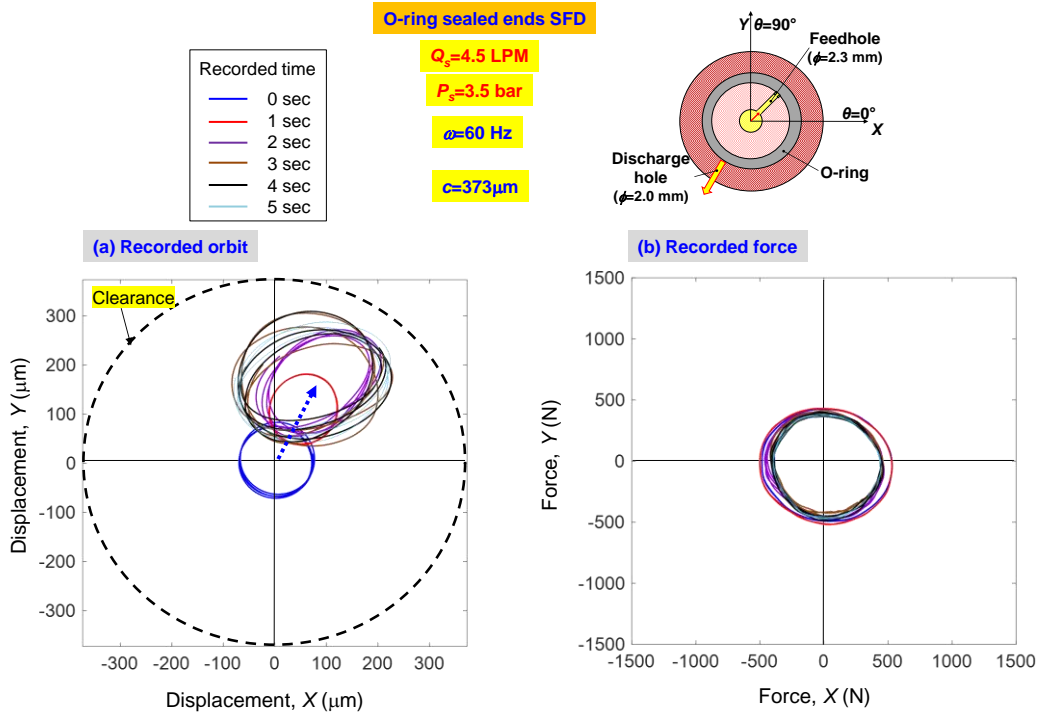 O-ring sealed ends SFD
Recorded time
0 sec
1 sec
2 sec
3 sec
4 sec
5 sec
Qs=4.5 LPM
Ps=3.5 bar
ω=60 Hz
c=373μm
Y θ=90°
Feedhole
(ϕ=2.3 mm)
θ=0°
X
Discharge
hole
(ϕ=2.0 mm)
O-ring
(a) Recorded orbit
Clearance
300
200
100
0
-100
-200
-300
-300 -200 -100 0 100 200 300
Displacement, Y (μm)
Displacement, X (μm)
(b) Recorded force
1500
1000
500
0
-500
-1000
-1500
-1500 -1000 -500 0 500 1000 1500
Force, Y (N)
Force, X (N)